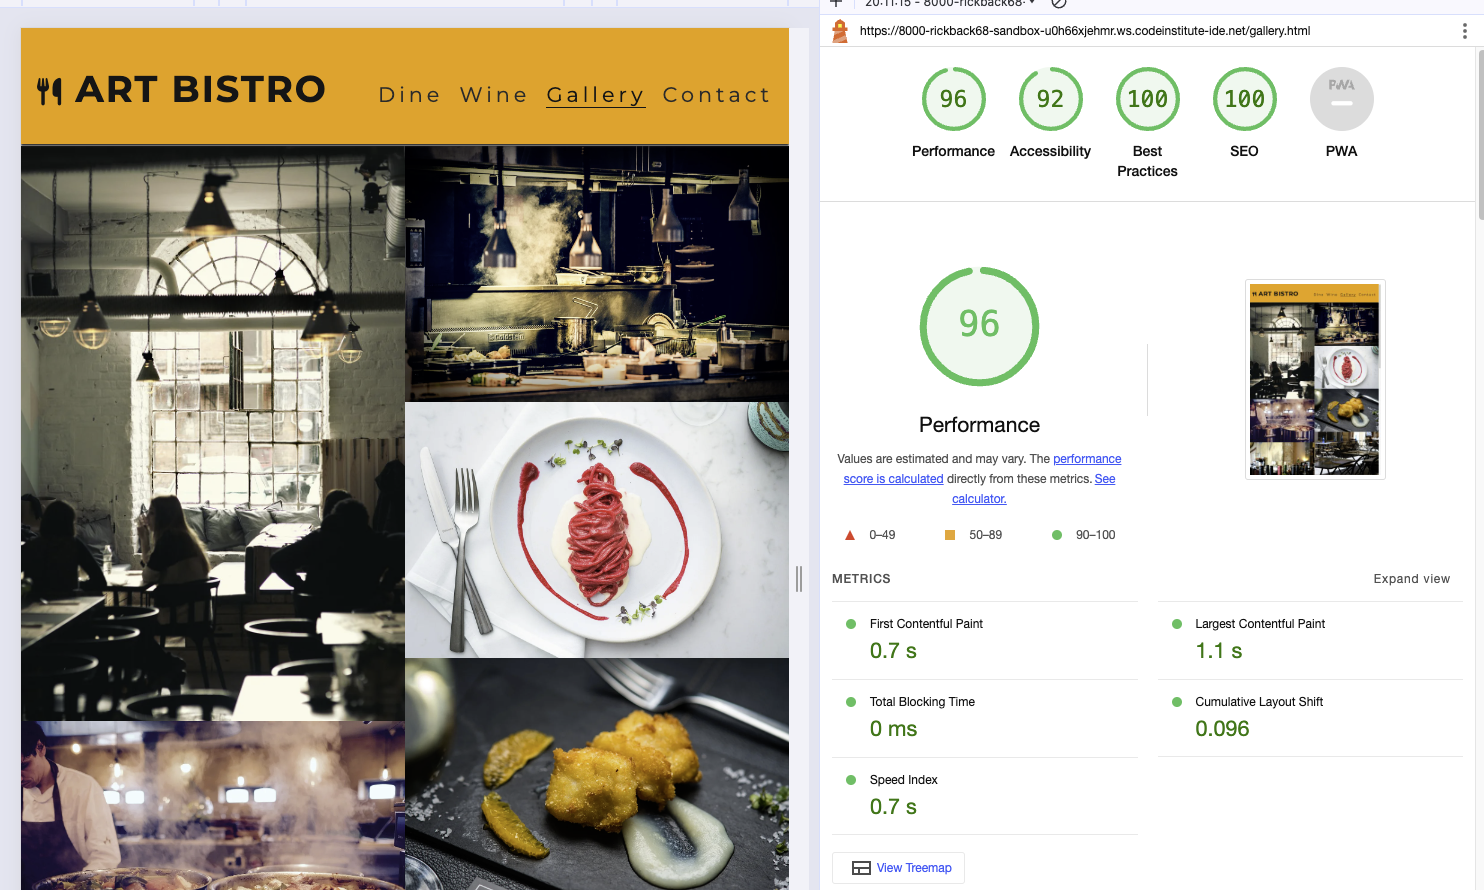 20:11:15 - 8000-rickback68-
https://8000-rickback68-sandbox-u0h66xjehmr.ws.codeinstitute-ide.net/gallery.html
ART BISTRO
Dine Wine Gallery Contact
96
92
100
100
PWA
Performance
Accessibility
Best
Practices
SEO
PWA
96
Performance
Values are estimated and may vary. The performance
score is calculated directly from these metrics. See
calculator.
0–49
50–89
90–100
ART BISTRO
Dine Wine Gallery Contact
METRICS
Expand view
First Contentful Paint
0.7 s
Largest Contentful Paint
1.1 s
Total Blocking Time
0 ms
Cumulative Layout Shift
0.096
Speed Index
0.7 s
View Treemap